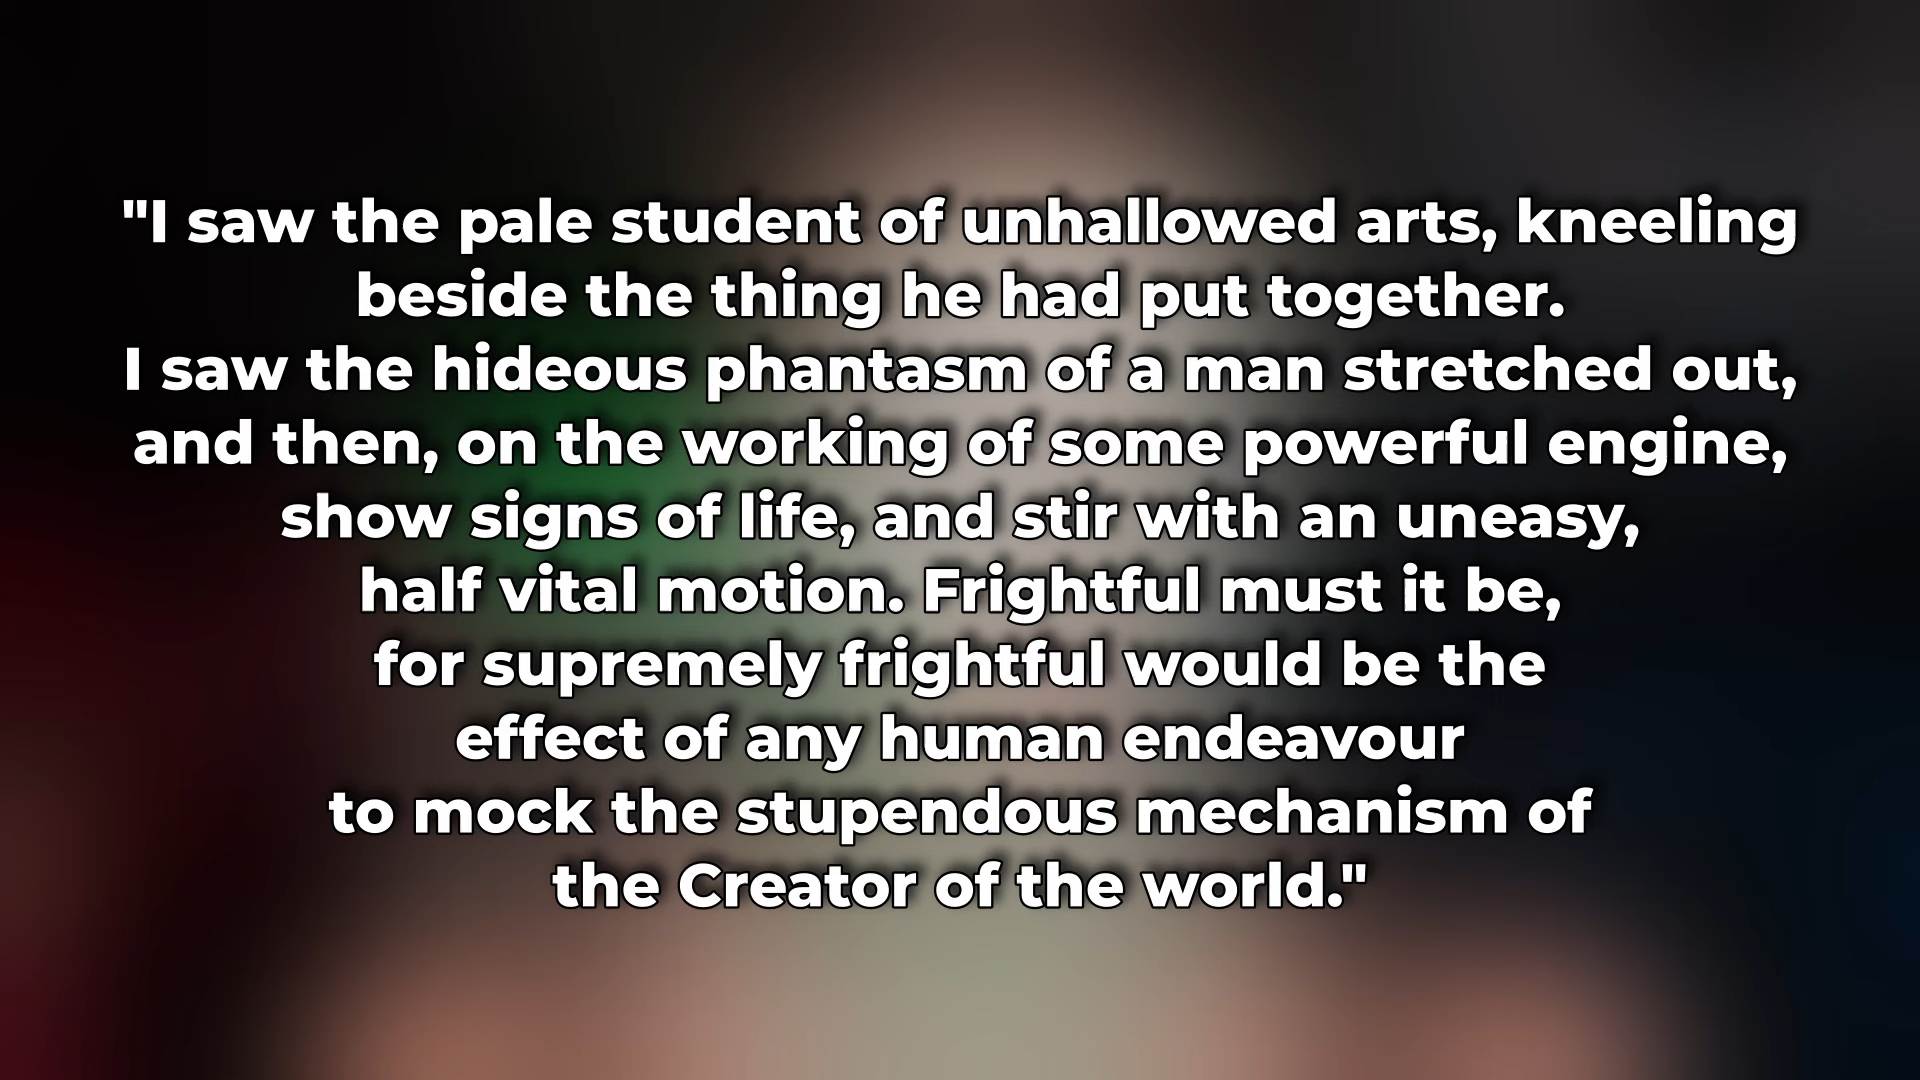 "I saw the pale student of unhallowed arts, kneeling
beside the thing he had put together.
I saw the hideous phantasm of a man stretched out,
and then, on the working of some powerful engine,
show signs of life, and stir with an uneasy,
half vital motion. Frightful must it be,
for supremely frightful would be the
effect of any human endeavour
to mock the stupendous mechanism of
the Creator of the world."